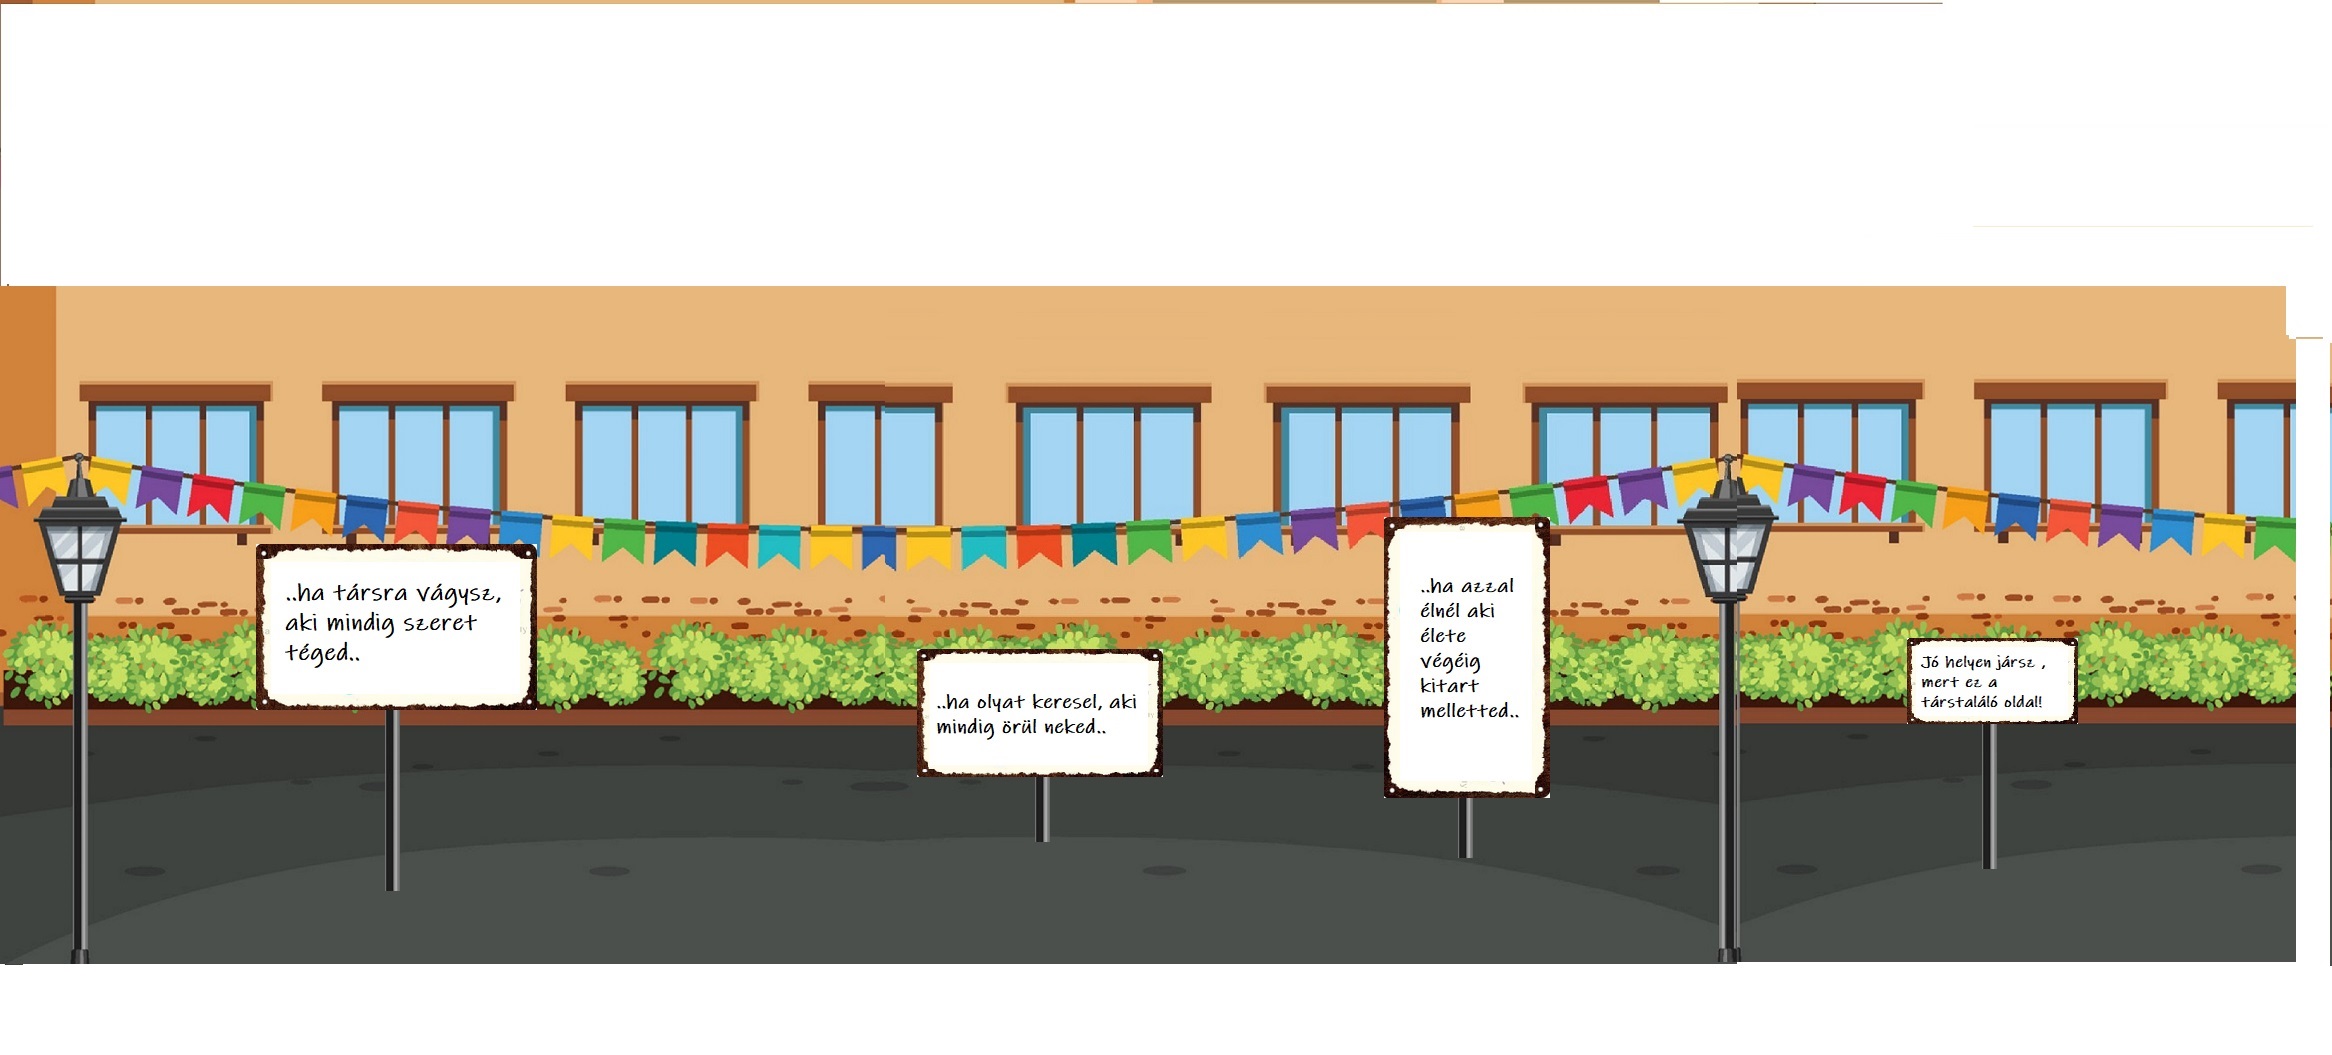 ..ha társra vágysz,
aki mindig szeret
téged..
..ha olyat keresel, aki
mindig örül neked..
..ha azzal
élnél aki
élete
végéig
kitart
melletted..
Jó helyen jársz ,
mert ez a
társtaláló oldal!